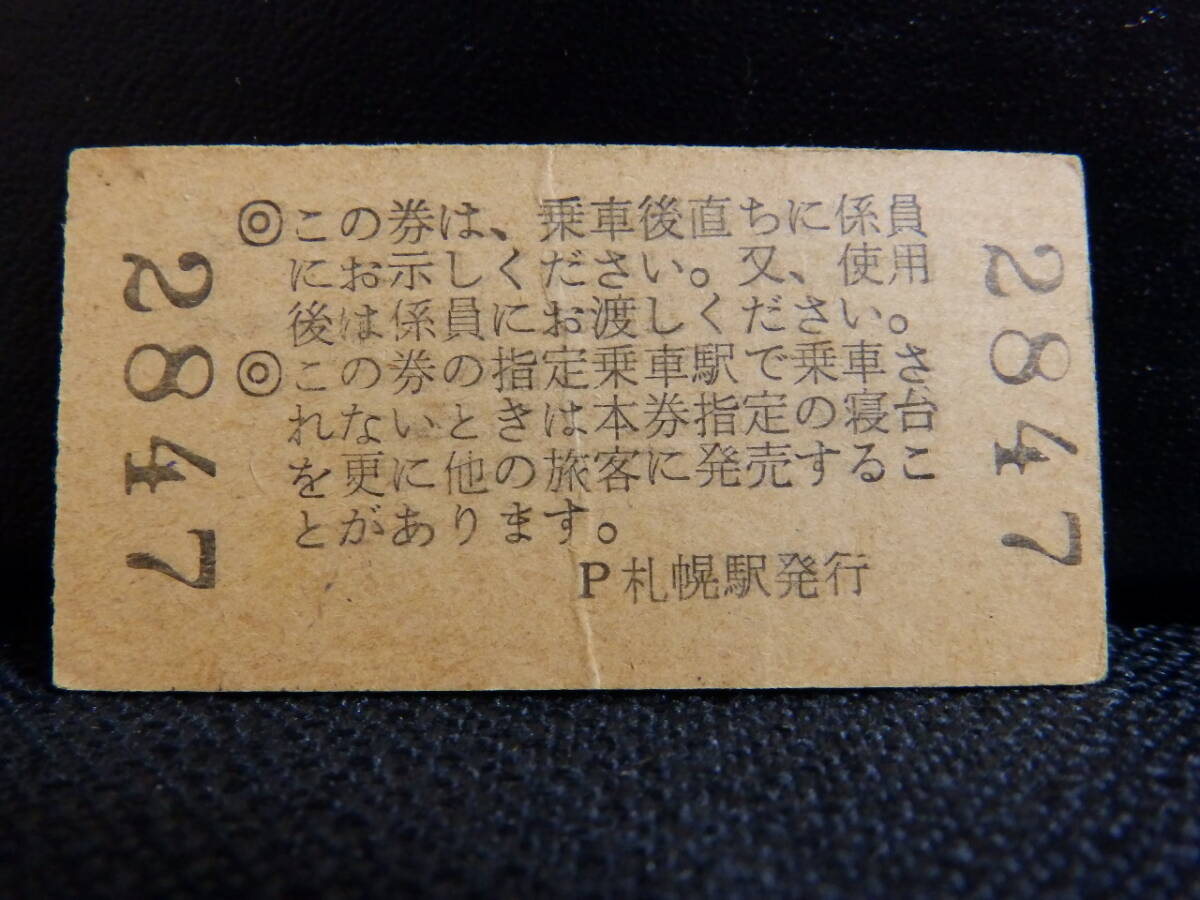 ◎この券は、乗車後直ちに係員
にお示しください。又、使用
後は係員にお渡しください。
◎この券の指定乗車駅で乗車さ
れないときは本券指定の寝台
を更に他の旅客に発売するこ
とがあります。
P札幌駅発行
2847
2847